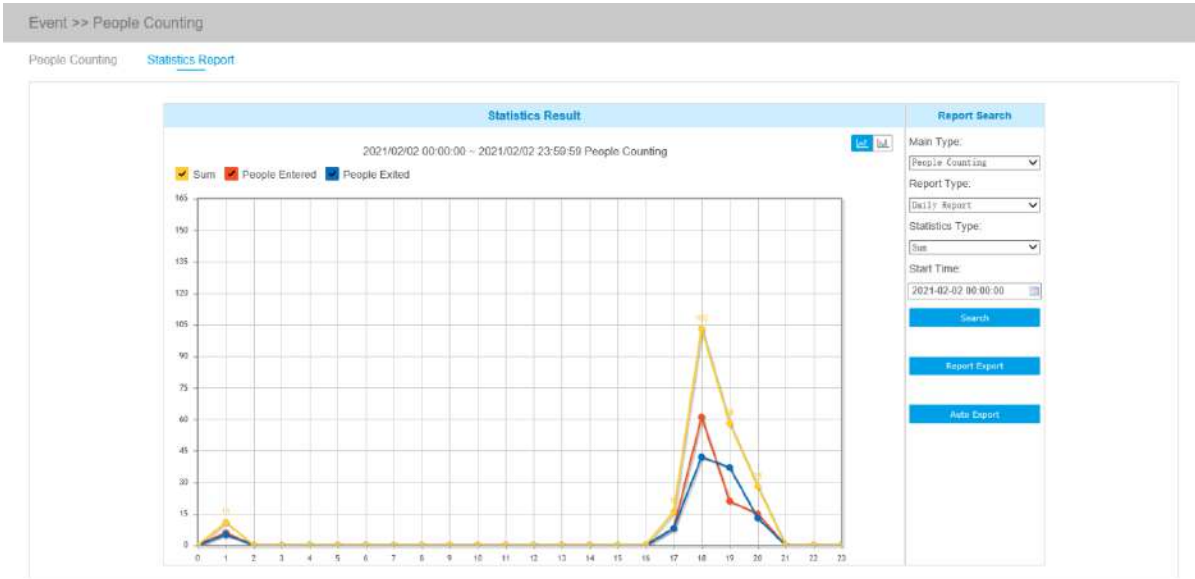 Event >> People Counting
People Counting Statistics Report
Statistics Result
2021/02/02 00:00:00 ~ 2021/02/02 23:59:59 People Counting
Sum People Entered People Exited
165
150
135
120
105
90
75
60
45
30
15
0
0 1 2 3 4 5 6 7 8 9 10 11 12 13 14 15 16 17 18 19 20 21 22 23
Report Search
Main Type:
People Counting
Report Type:
Daily Report
Statistics Type:
Sum
Start Time:
2021-02-02 00:00:00
Search
Report Export
Auto Export